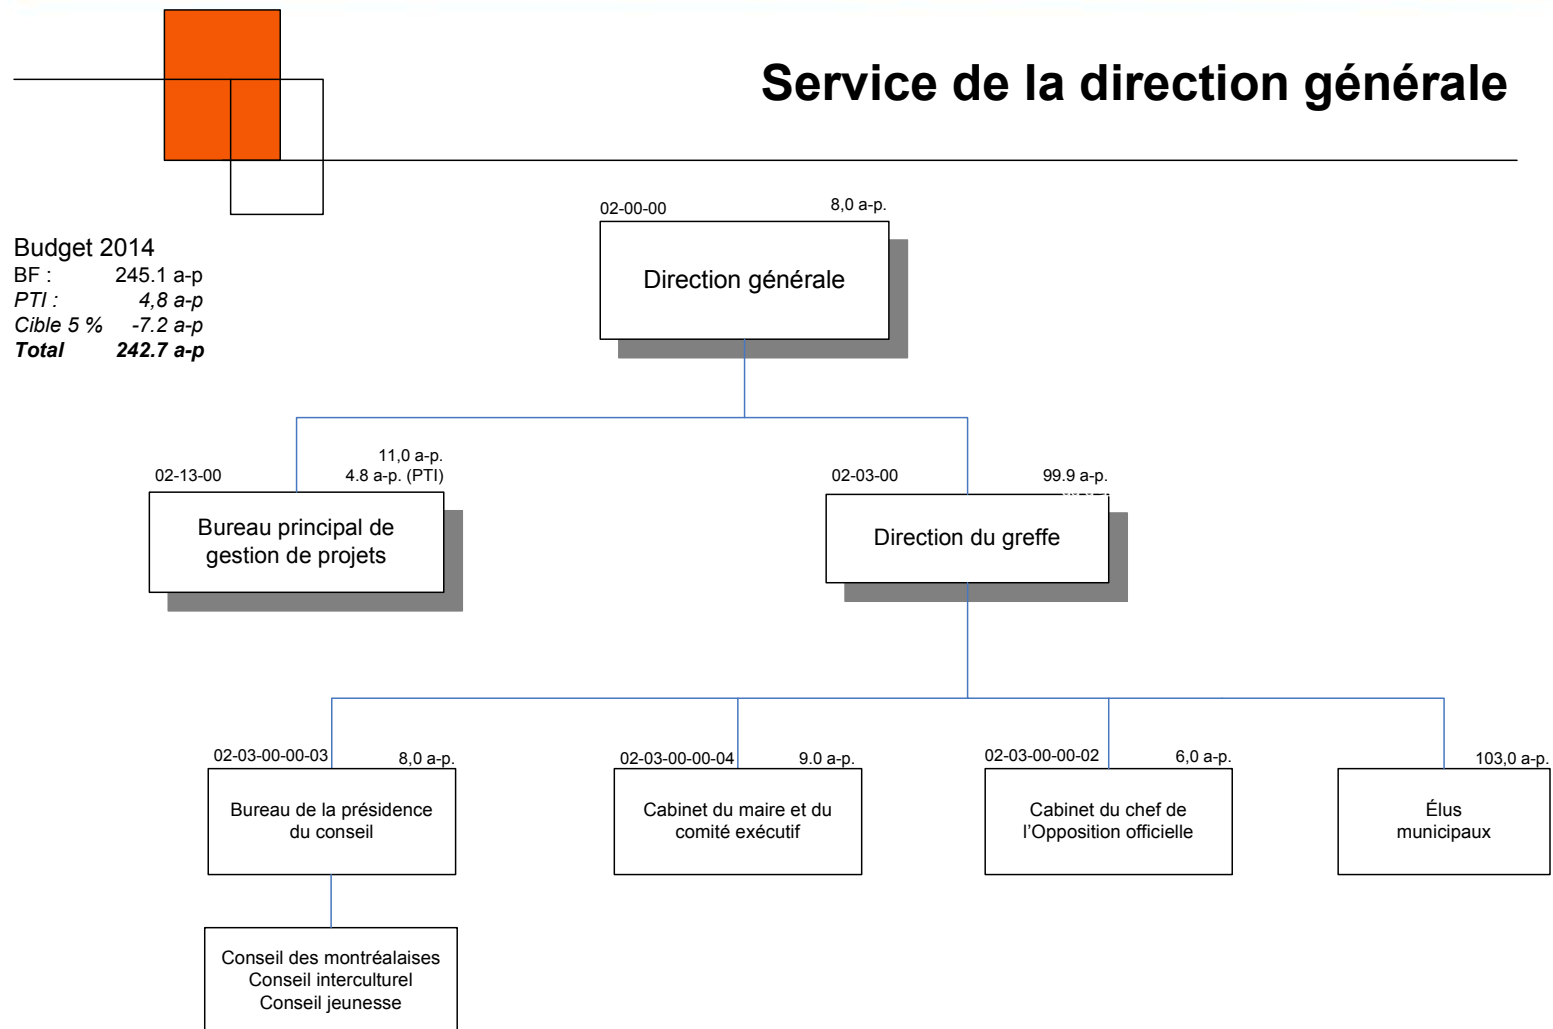 Service de la direction générale
Budget 2014
BF : 245.1 a-p
PTI : 4,8 a-p
Cible 5 % -7.2 a-p
Total 242.7 a-p
02-00-00 8,0 a-p.
Direction générale
11,0 a-p.
02-13-00 4.8 a-p. (PTI)
Bureau principal de
gestion de projets
02-03-00 99.9 a-p.
Direction du greffe
02-03-00-00-03 8,0 a-p.
Bureau de la présidence
du conseil
02-03-00-00-04 9.0 a-p.
Cabinet du maire et du
comité exécutif
02-03-00-00-02 6,0 a-p.
Cabinet du chef de
l’Opposition officielle
103,0 a-p.
Élus
municipaux
Conseil des montréalaises
Conseil interculturel
Conseil jeunesse